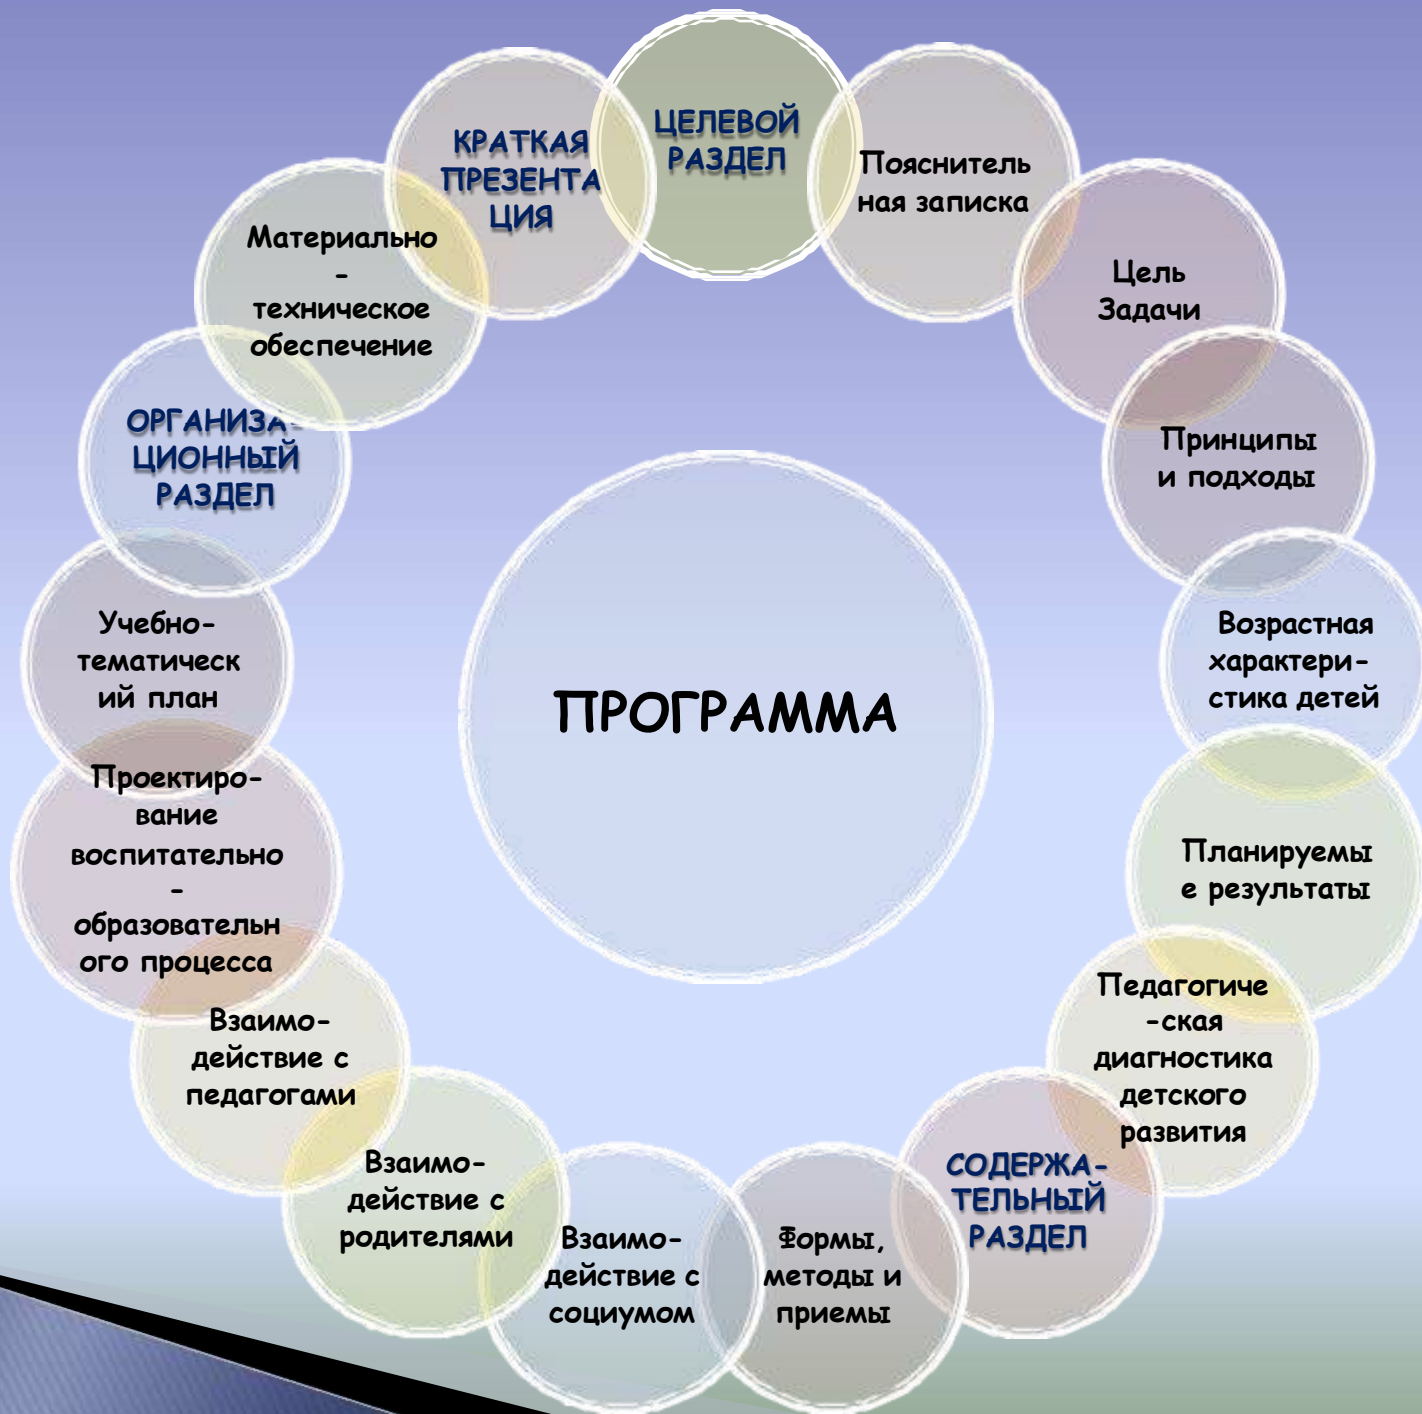 ЦЕЛЕВОЙ
РАЗДЕЛ
Пояснитель
ная записка
Цель
Задачи
Принципы
и подходы
Возрастная
характери-
стика детей
Планируемы
е результаты
Педагогиче
-ская
диагностика
детского
развития
СОДЕРЖА-
ТЕЛЬНЫЙ
РАЗДЕЛ
Формы,
методы и
приемы
Взаимо-
действие с
социумом
Взаимо-
действие с
родителями
Взаимо-
действие с
педагогами
Проектиро-
вание
воспитательно
-
образовательн
ого процесса
Учебно-
тематическ
ий план
ОРГАНИЗА-
ЦИОННЫЙ
РАЗДЕЛ
Материально
-
техническое
обеспечение
КРАТКАЯ
ПРЕЗЕНТА
ЦИЯ
ПРОГРАММА